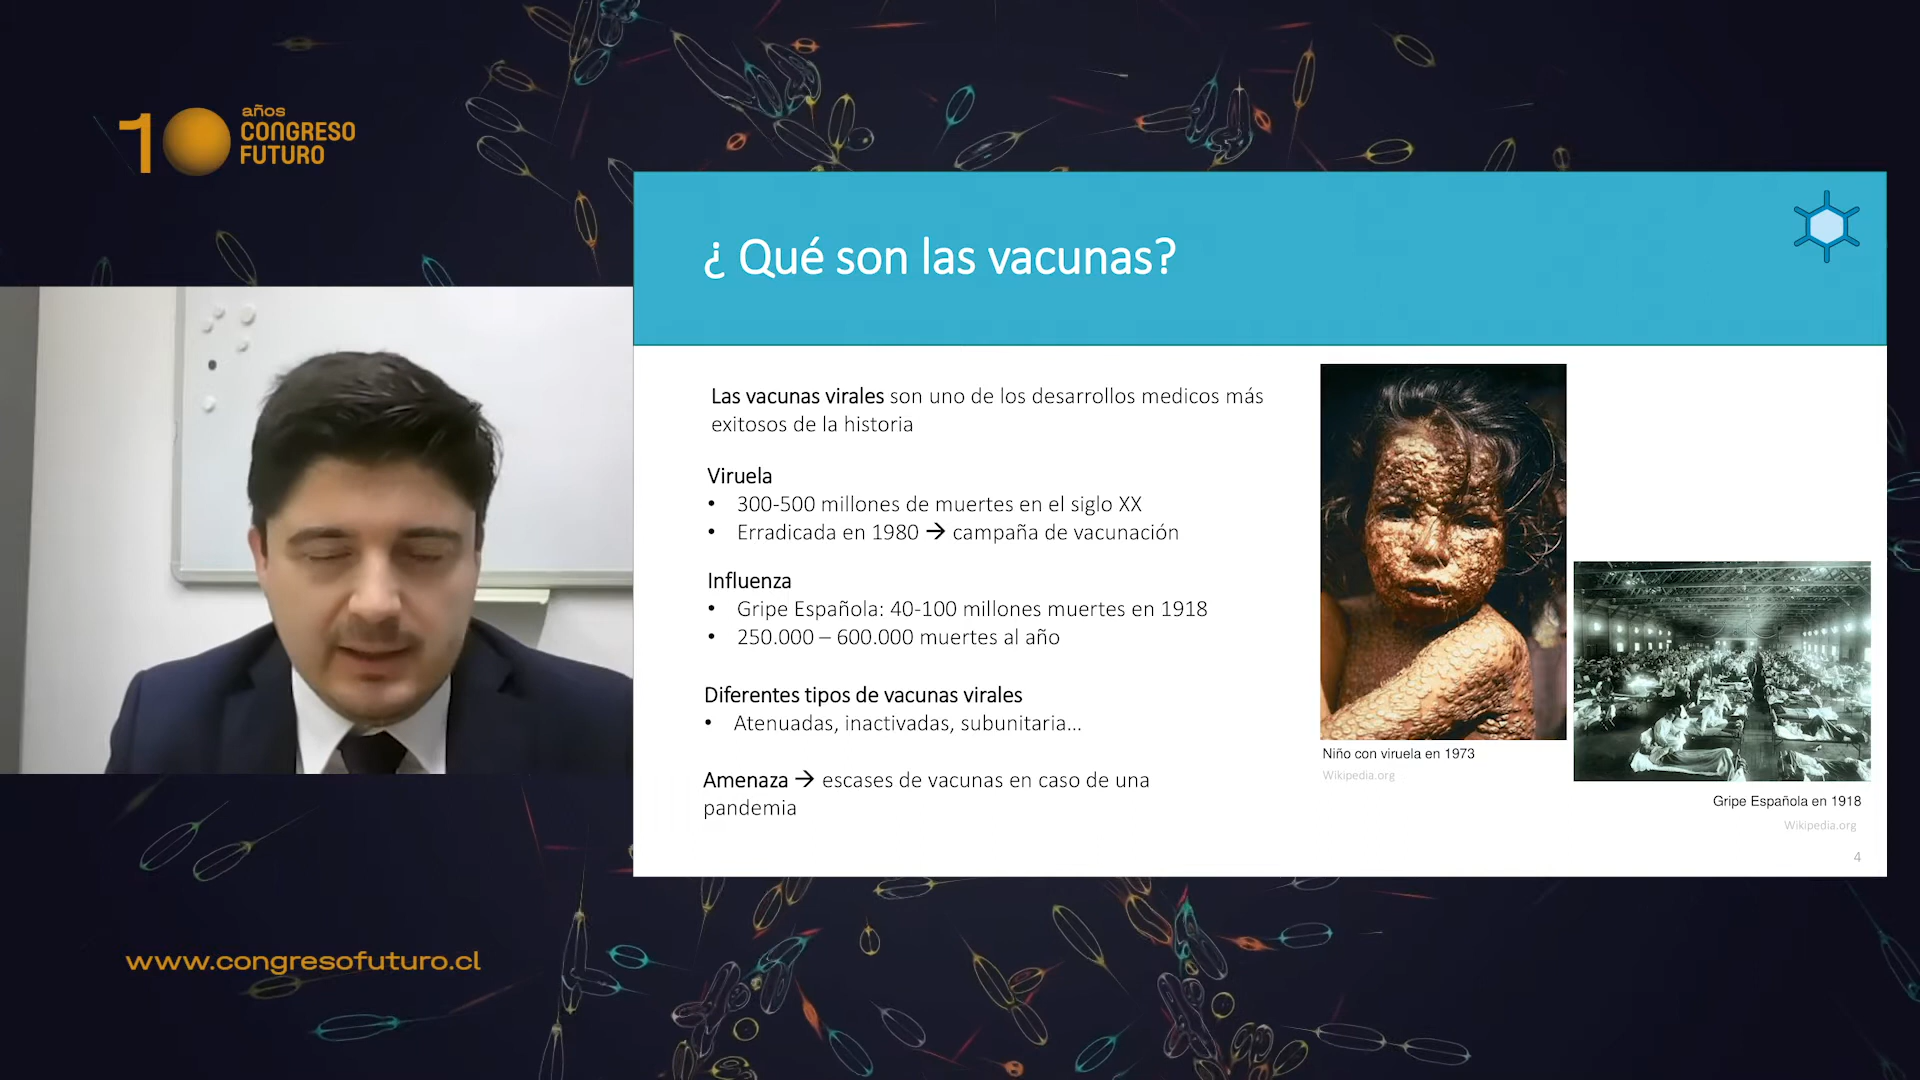 10 años
CONGRESO
FUTURO
¿ Qué son las vacunas?
Las vacunas virales son uno de los desarrollos medicos más
exitosos de la historia
Viruela
• 300-500 millones de muertes en el siglo XX
• Erradicada en 1980 → campaña de vacunación
Influenza
• Gripe Española: 40-100 millones muertes en 1918
• 250.000 – 600.000 muertes al año
Diferentes tipos de vacunas virales
• Atenuadas, inactivadas, subunitaria...
Amenaza → escases de vacunas en caso de una
pandemia
Niño con viruela en 1973
Wikipedia.org
Gripe Española en 1918
Wikipedia.org
4
www.congresofuturo.cl